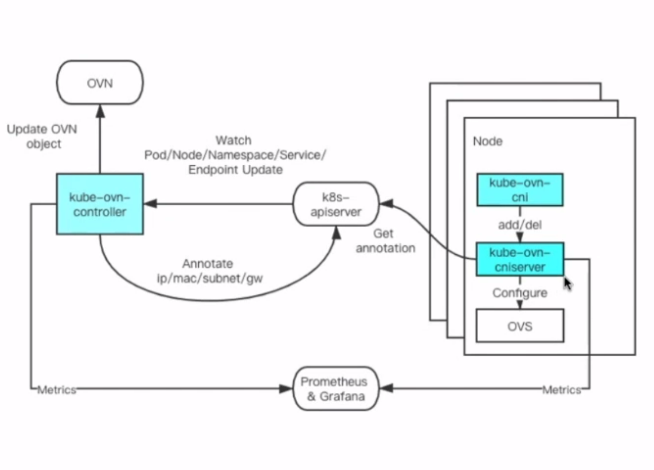 OVN
Update OVN
object
Watch
Pod/Node/Namespace/Service/
Endpoint Update
Node
kube-ovn-
cni
kube-ovn-
controller
k8s-
apiserver
add/del
Get
annotation
kube-ovn-
cniserver
Annotate
ip/mac/subnet/gw
Configure
OVS
Metrics
Prometheus
& Grafana
Metrics